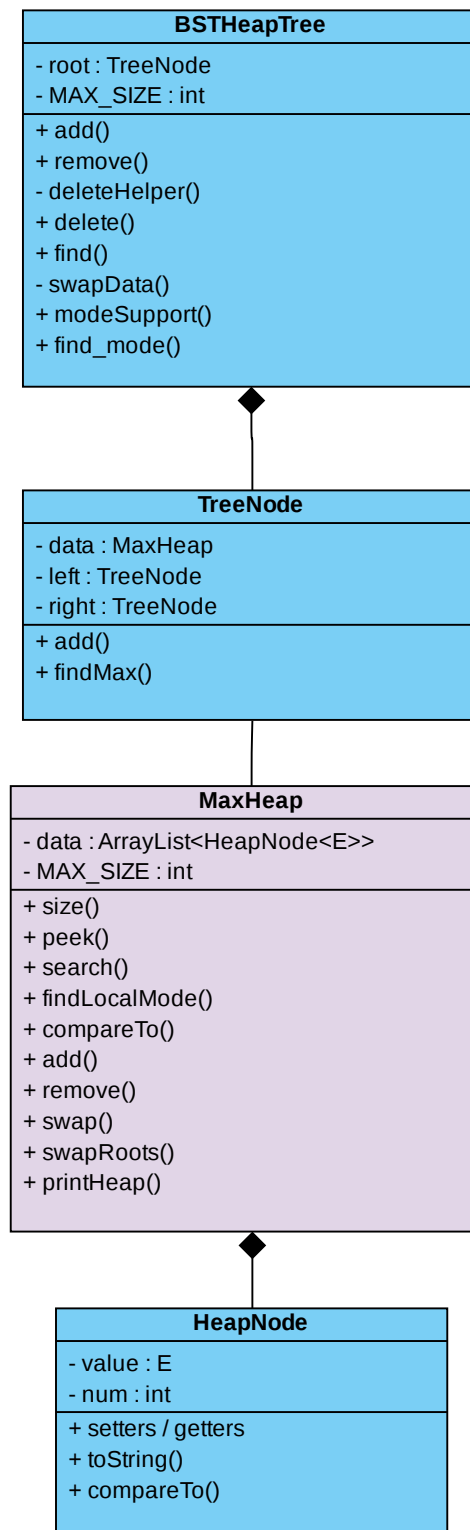 BSTHeapTree
- root : TreeNode
- MAX_SIZE : int
+ add()
+ remove()
- deleteHelper()
+ delete()
+ find()
- swapData()
+ modeSupport()
+ find_mode()
TreeNode
- data : MaxHeap
- left : TreeNode
- right : TreeNode
+ add()
+ findMax()
MaxHeap
- data : ArrayList<HeapNode<E>>
- MAX_SIZE : int
+ size()
+ peek()
+ search()
+ findLocalMode()
+ compareTo()
+ add()
+ remove()
+ swap()
+ swapRoots()
+ printHeap()
HeapNode
- value : E
- num : int
+ setters / getters
+ toString()
+ compareTo()